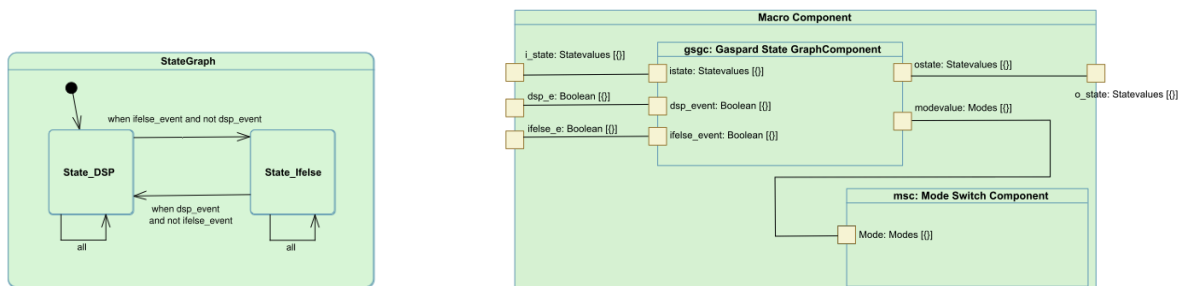 StateGraph
when ifelse_event and not dsp_event
State_DSP
State_Ifelse
when dsp_event
and not ifelse_event
all
all
Macro Component
i_state: Statevalues [{}]
gsgc: Gaspard State GraphComponent
istate: Statevalues [{}]
ostate: Statevalues [{}]
o_state: Statevalues [{}]
dsp_e: Boolean [{}]
dsp_event: Boolean [{}]
modevalue: Modes [{}]
ifelse_e: Boolean [{}]
ifelse_event: Boolean [{}]
msc: Mode Switch Component
Mode: Modes [{}]